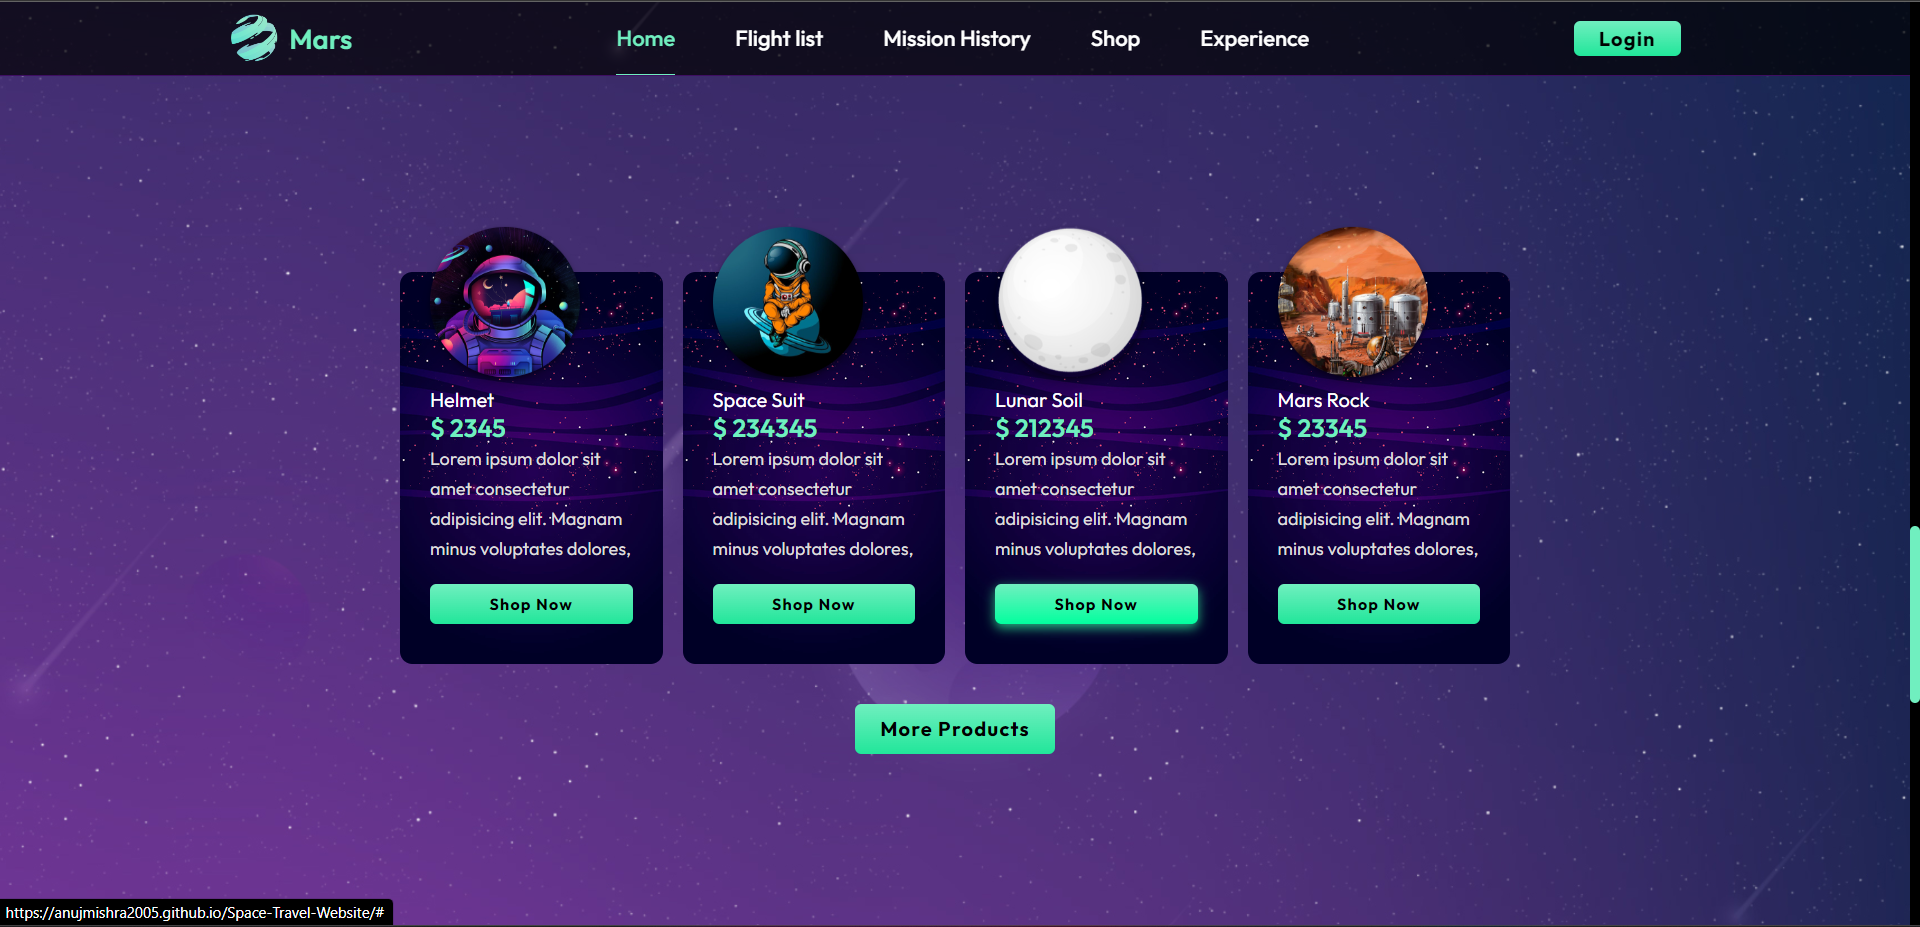 Mars
Home
Flight list
Mission History
Shop
Experience
Login
Helmet
$ 2345
Lorem ipsum dolor sit
amet consectetur
adipisicing elit. Magnam
minus voluptates dolores,
Shop Now
Space Suit
$ 234345
Lorem ipsum dolor sit
amet consectetur
adipisicing elit. Magnam
minus voluptates dolores,
Shop Now
Lunar Soil
$ 212345
Lorem ipsum dolor sit
amet consectetur
adipisicing elit. Magnam
minus voluptates dolores,
Shop Now
Mars Rock
$ 23345
Lorem ipsum dolor sit
amet consectetur
adipisicing elit. Magnam
minus voluptates dolores,
Shop Now
More Products
https://anujmishra2005.github.io/Space-Travel-Website/#